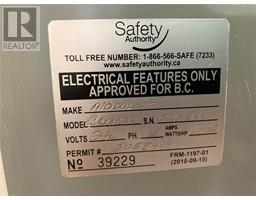 REALTOR
Safety
AUTHORITY
TOLL FREE NUMBER: 1-866-566-SAFE (7233)
www.safetyauthority.ca
ELECTRICAL FEATURES ONLY
APPROVED FOR B.C.
MAKE
MODEL S.N.
VOLTS PH. AMPS
WATTS/HP
PERMIT #
Nº 39229 FRM-1197-01
(2010-09-15)